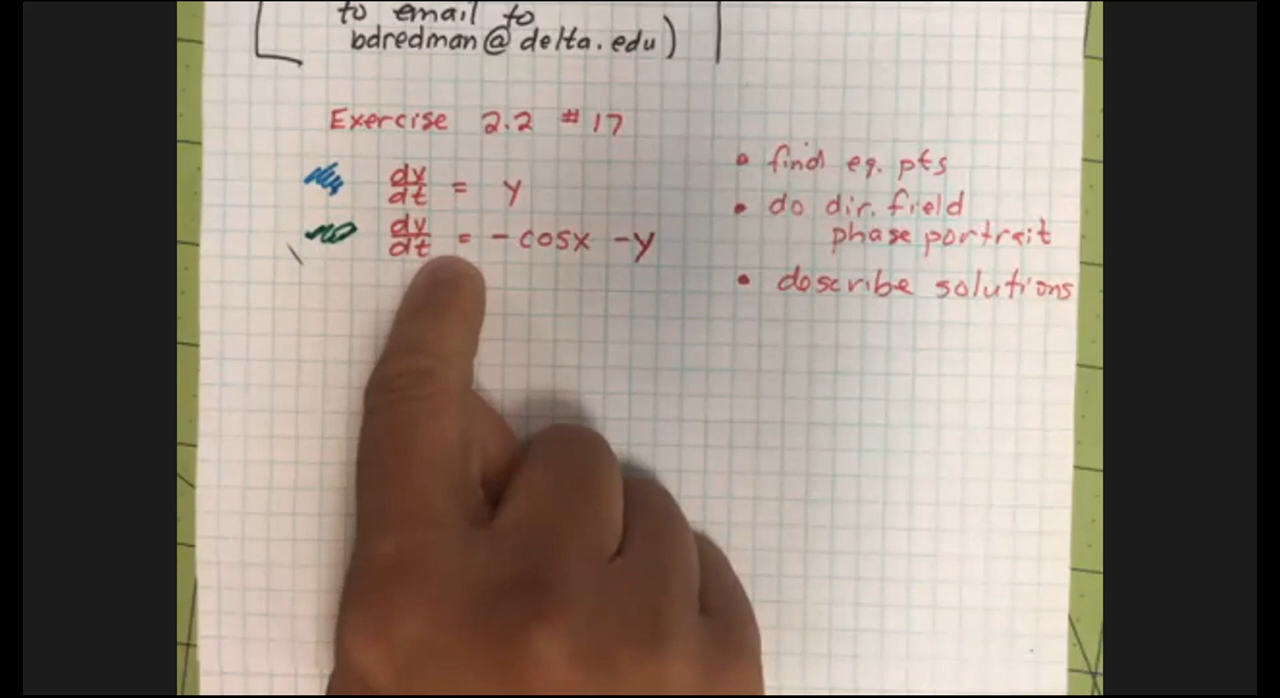 to email to
bdredman@delta.edu)
Exercise 2.2 #17
dy/dt = y
dy/dt = -cosx -y
• find eq. pts
• do dir. field
phase portrait
• describe solutions